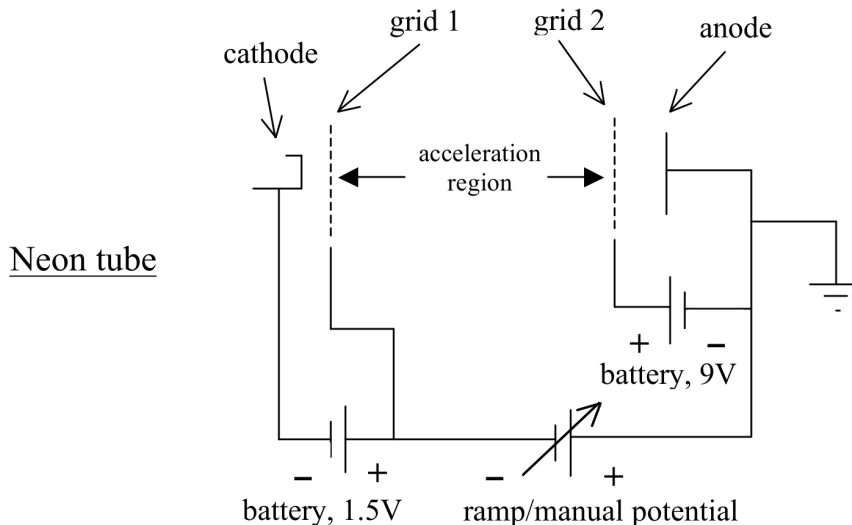 grid 1
grid 2
anode
cathode
acceleration
region
Neon tube
+
−
battery, 9V
−
+
−
+
battery, 1.5V
ramp/manual potential